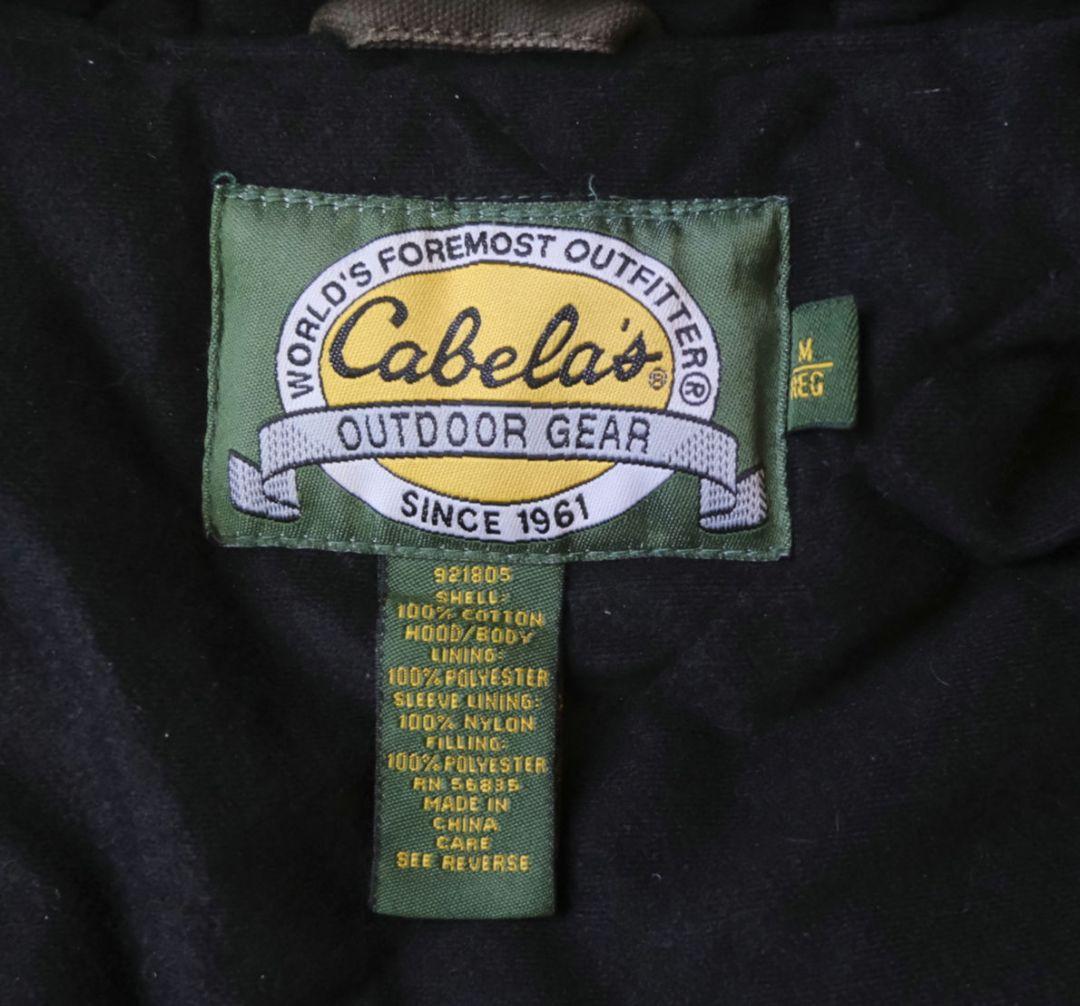 WORLD'S FOREMOST OUTFITTER®
Cabela's®
OUTDOOR GEAR
SINCE 1961
M
REG
921805
SHELL:
100% COTTON
HOOD/BODY
LINING:
100% POLYESTER
SLEEVE LINING:
100% NYLON
FILLING:
100% POLYESTER
RN 56835
MADE IN
CHINA
CARE
SEE REVERSE